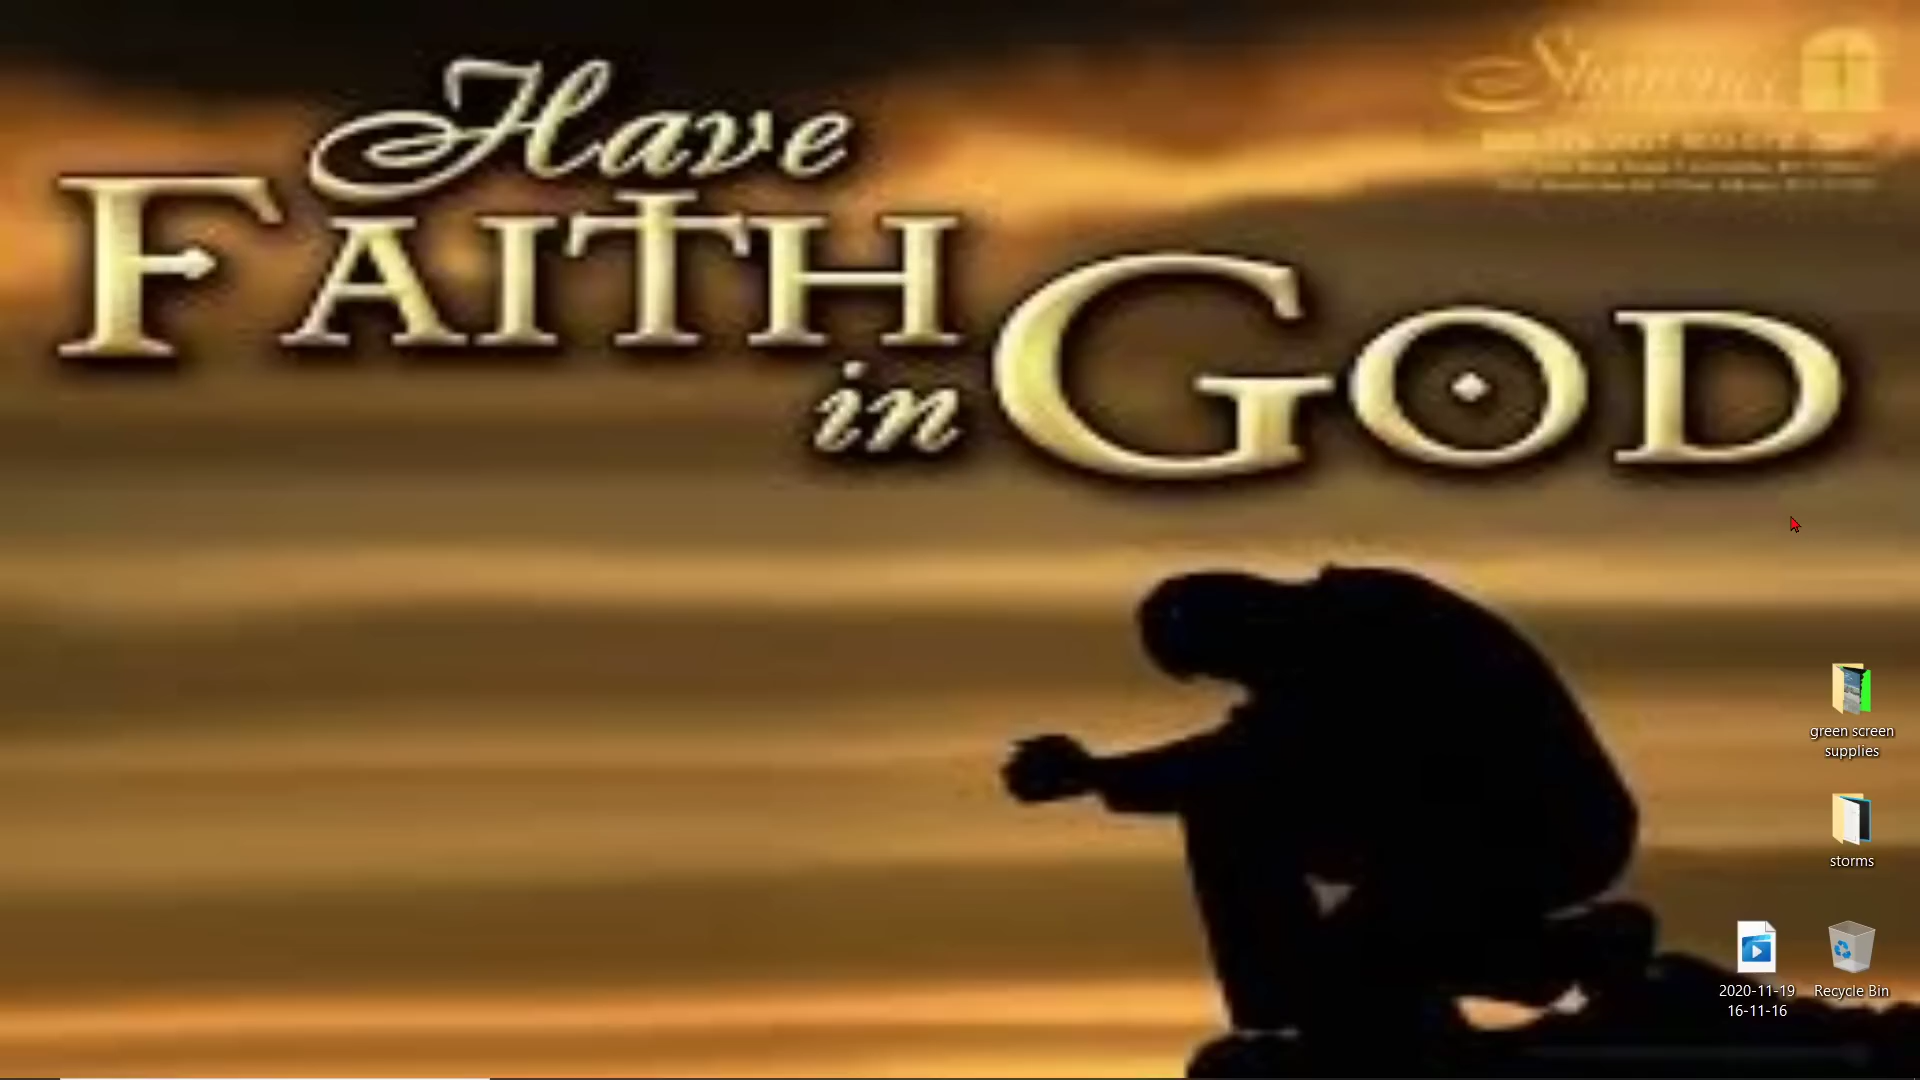 Have
FAITH
in GOD
green screen
supplies
storms
2020-11-19
16-11-16
Recycle Bin